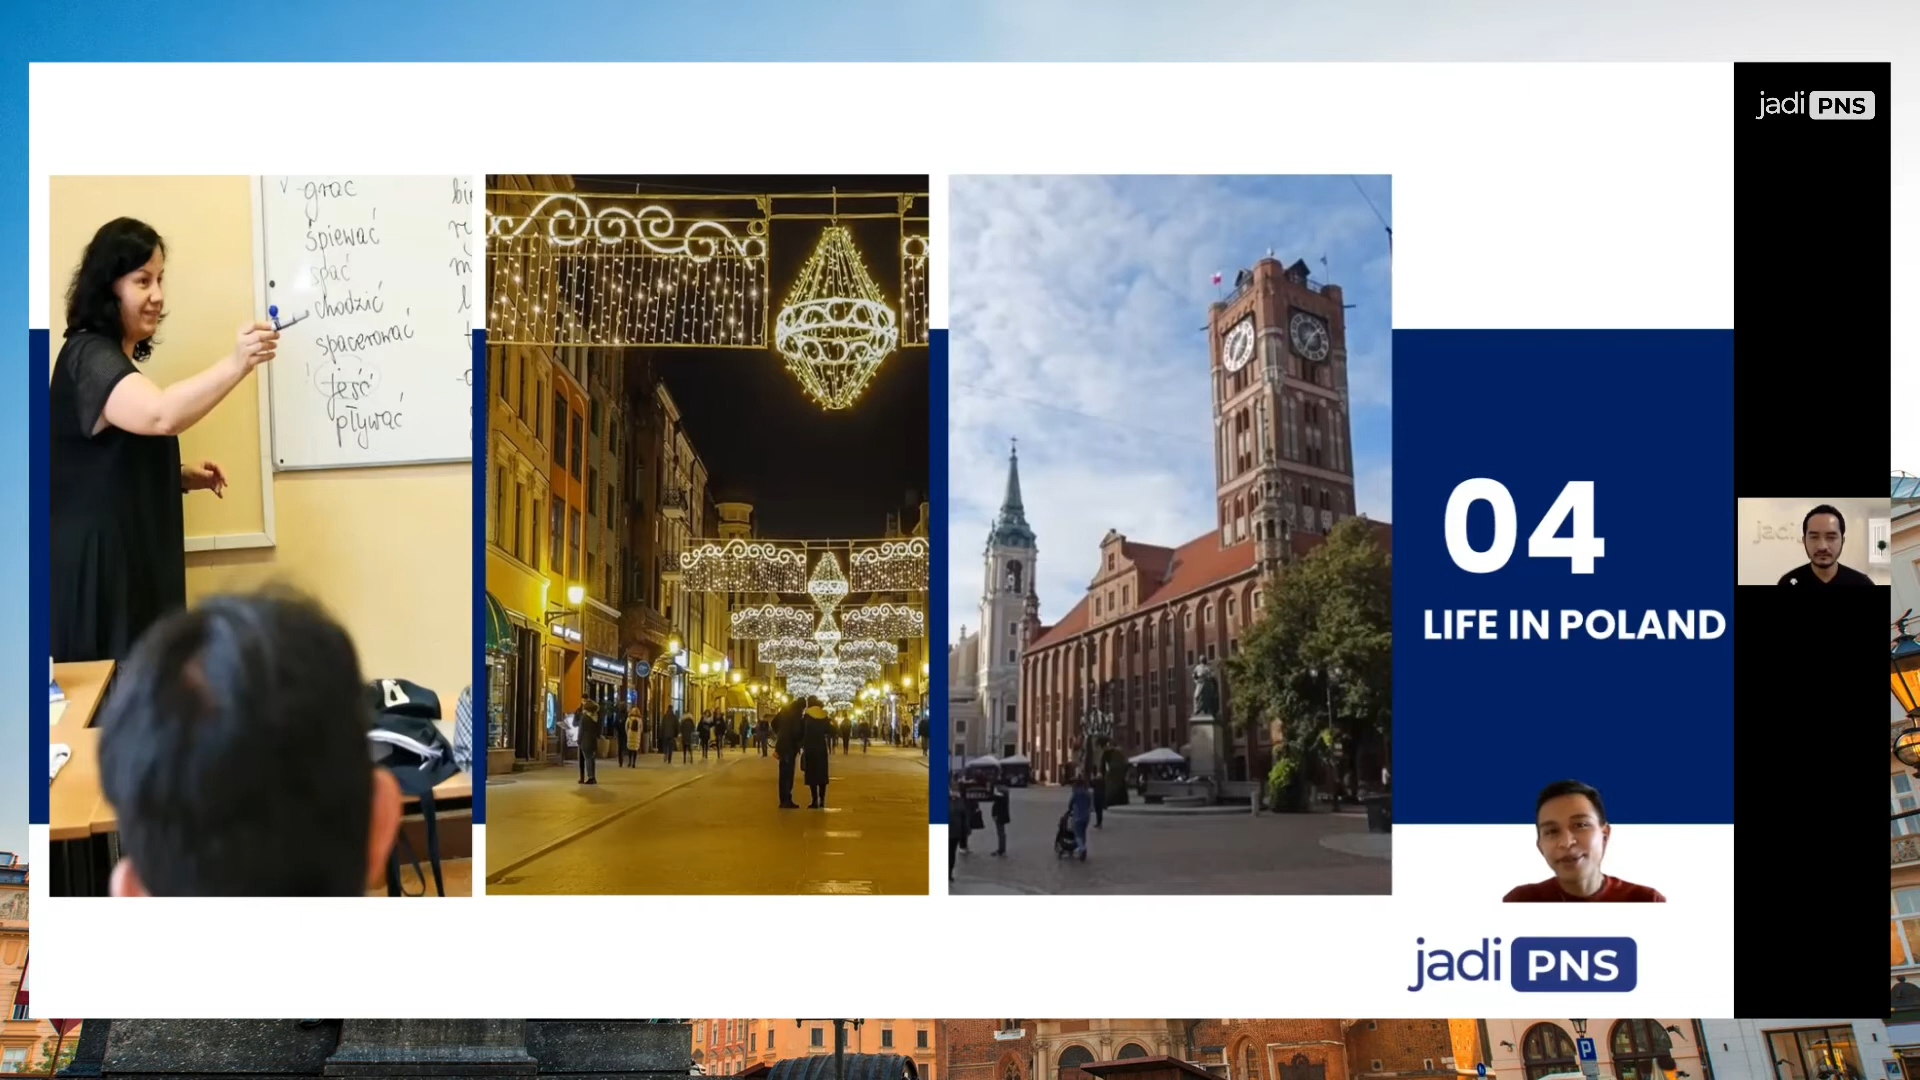 jadi PNS
grać
śpiewać
spać
chodzić
spacerować
! jeść
pływać
04
LIFE IN POLAND
jadi PNS
P